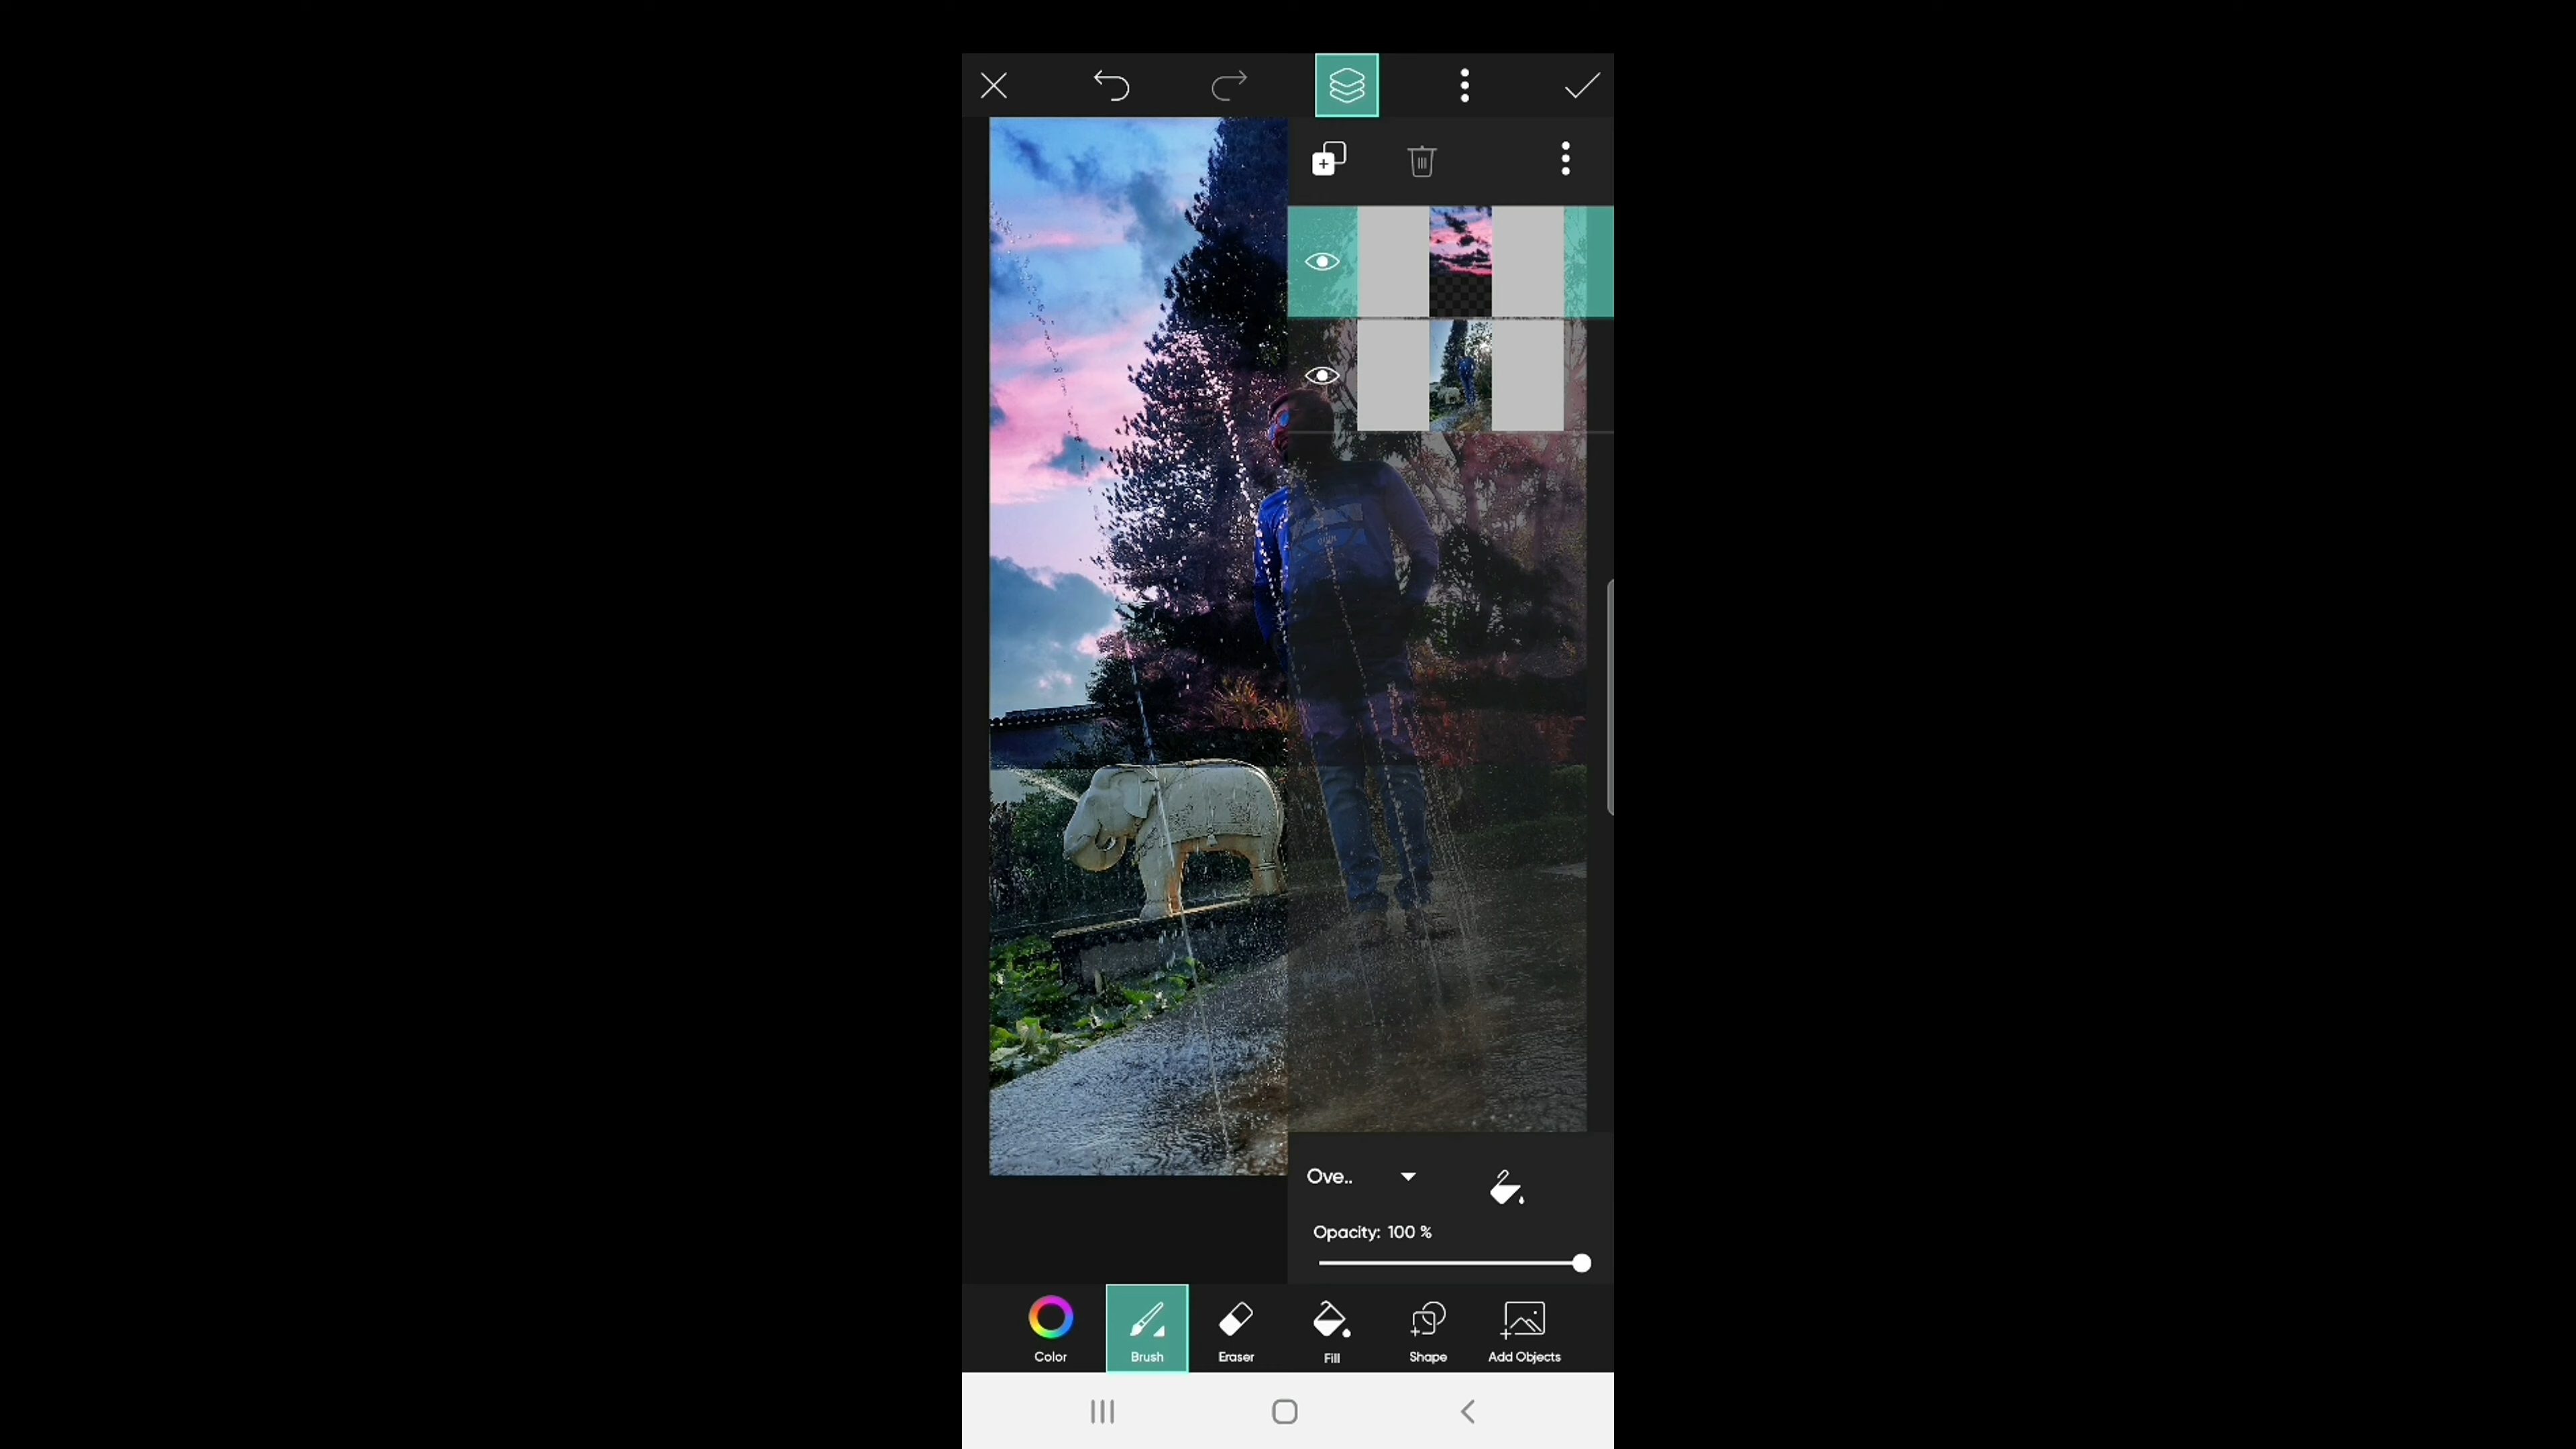 Ove..
Opacity: 100 %
Color
Brush
Eraser
Fill
Shape
Add Objects